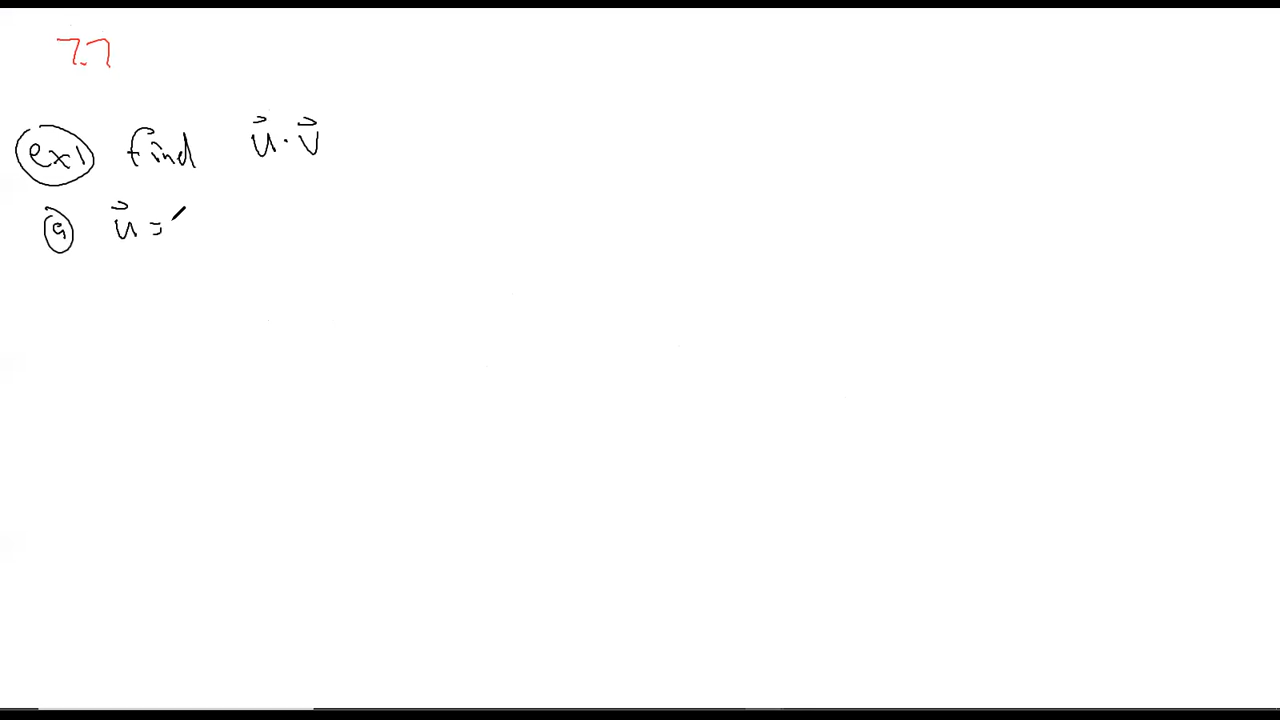 7.7
ex1 find u⃗ · v⃗
a u⃗ =